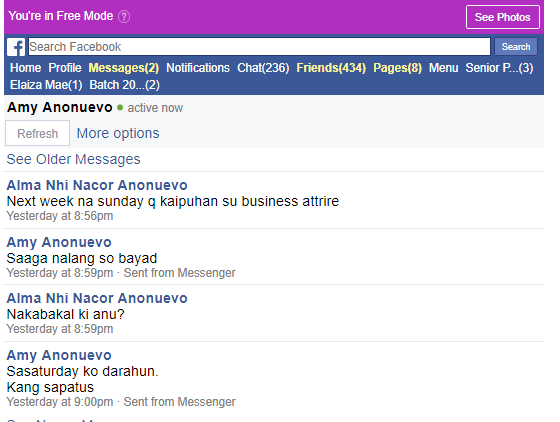 You're in Free Mode ?
See Photos
f
Search Facebook
Search
Home Profile Messages(2) Notifications Chat(236) Friends(434) Pages(8) Menu Senior P...(3)
Elaiza Mae(1) Batch 20...(2)
Amy Anonuevo active now
Refresh More options
See Older Messages
Alma Nhi Nacor Anonuevo
Next week na sunday q kaipuhan su business attrire
Yesterday at 8:56pm
Amy Anonuevo
Saaga nalang so bayad
Yesterday at 8:59pm · Sent from Messenger
Alma Nhi Nacor Anonuevo
Nakabakal ki anu?
Yesterday at 8:59pm
Amy Anonuevo
Sasaturday ko darahun.
Kang sapatus
Yesterday at 9:00pm · Sent from Messenger